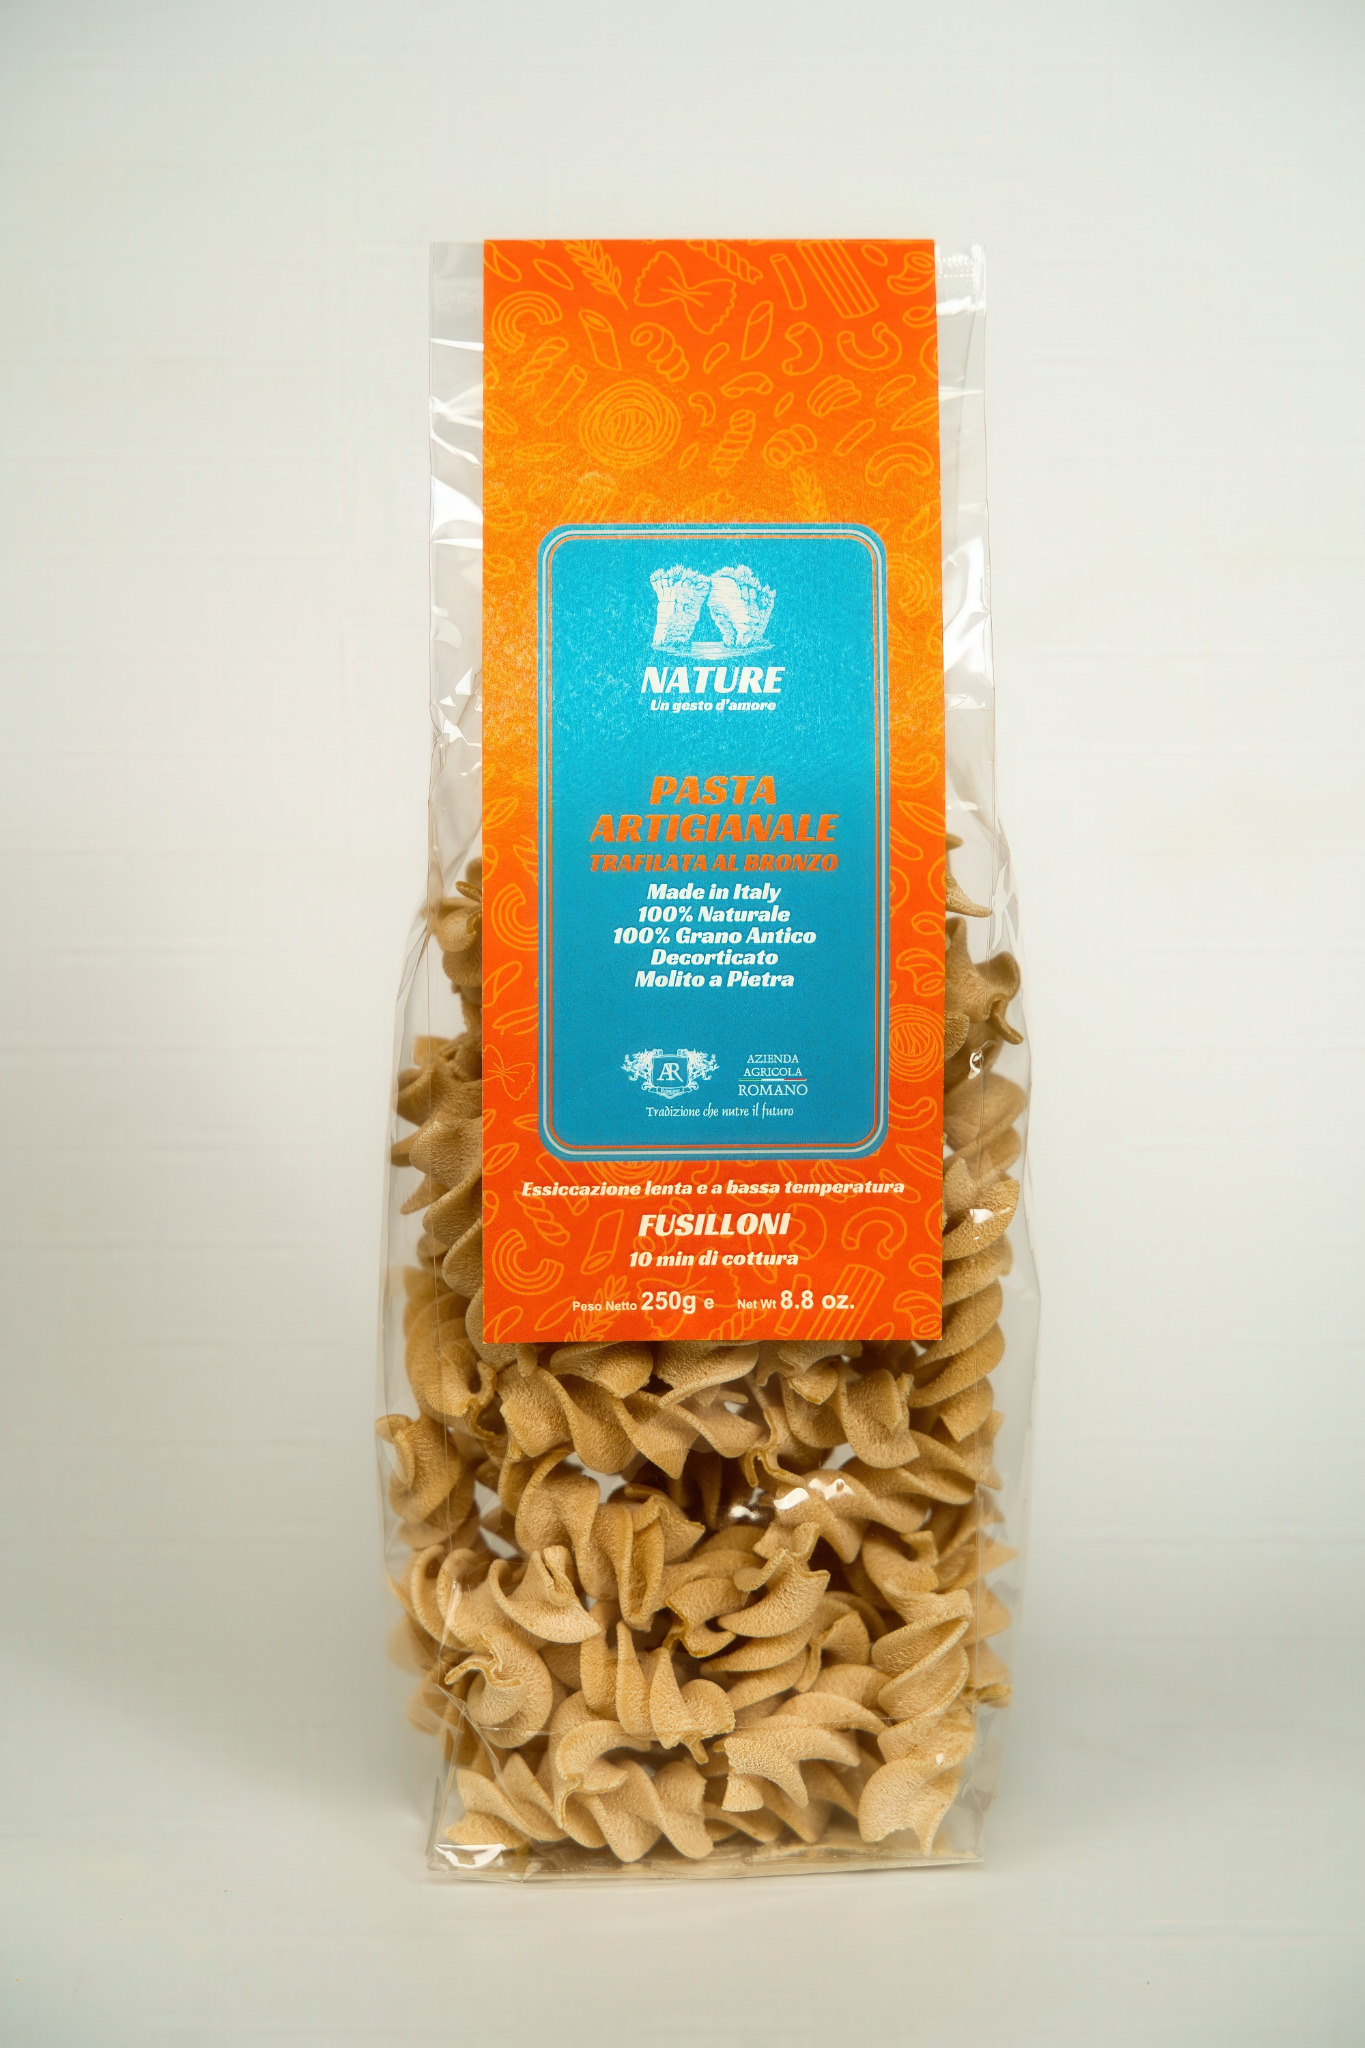 NATURE
Un gesto d'amore
PASTA
ARTIGIANALE
TRAFILATA AL BRONZO
Made in Italy
100% Naturale
100% Grano Antico
Decorticato
Molito a Pietra
AR
AZIENDA
AGRICOLA
ROMANO
Tradizione che nutre il futuro
Essiccazione lenta e a bassa temperatura
FUSILLONI
10 min di cottura
Peso Netto 250g e Net Wt 8.8 oz.